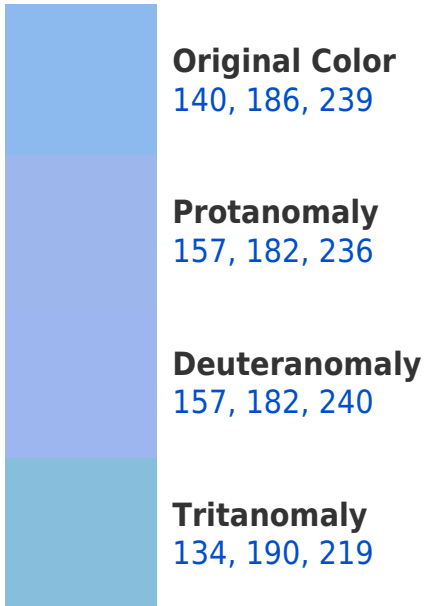 Original Color
140, 186, 239
Protanomaly
157, 182, 236
Deuteranomaly
157, 182, 240
Tritanomaly
134, 190, 219